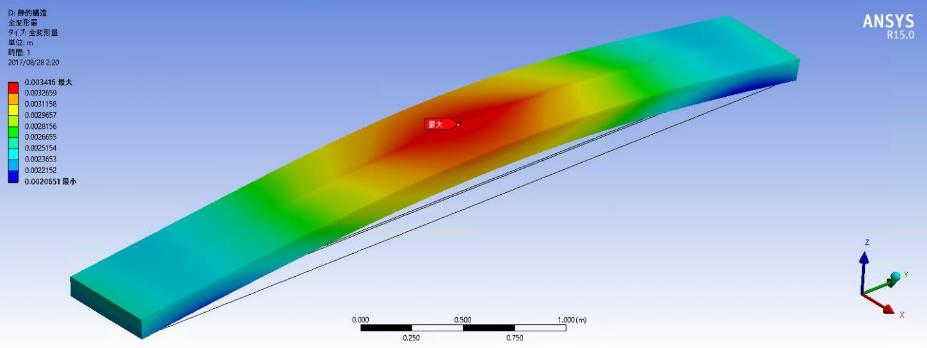 D: 静的構造
全変形量
タイプ: 全変形量
単位: m
時間: 1
2017/08/28 2:20
0.003416 最大
0.0032659
0.0031158
0.0029657
0.0028156
0.0026655
0.0025154
0.0023653
0.0022152
0.0020651 最小
ANSYS
R15.0
最大
0.000 0.500 1.000 (m)
0.250 0.750
Z
Y
X